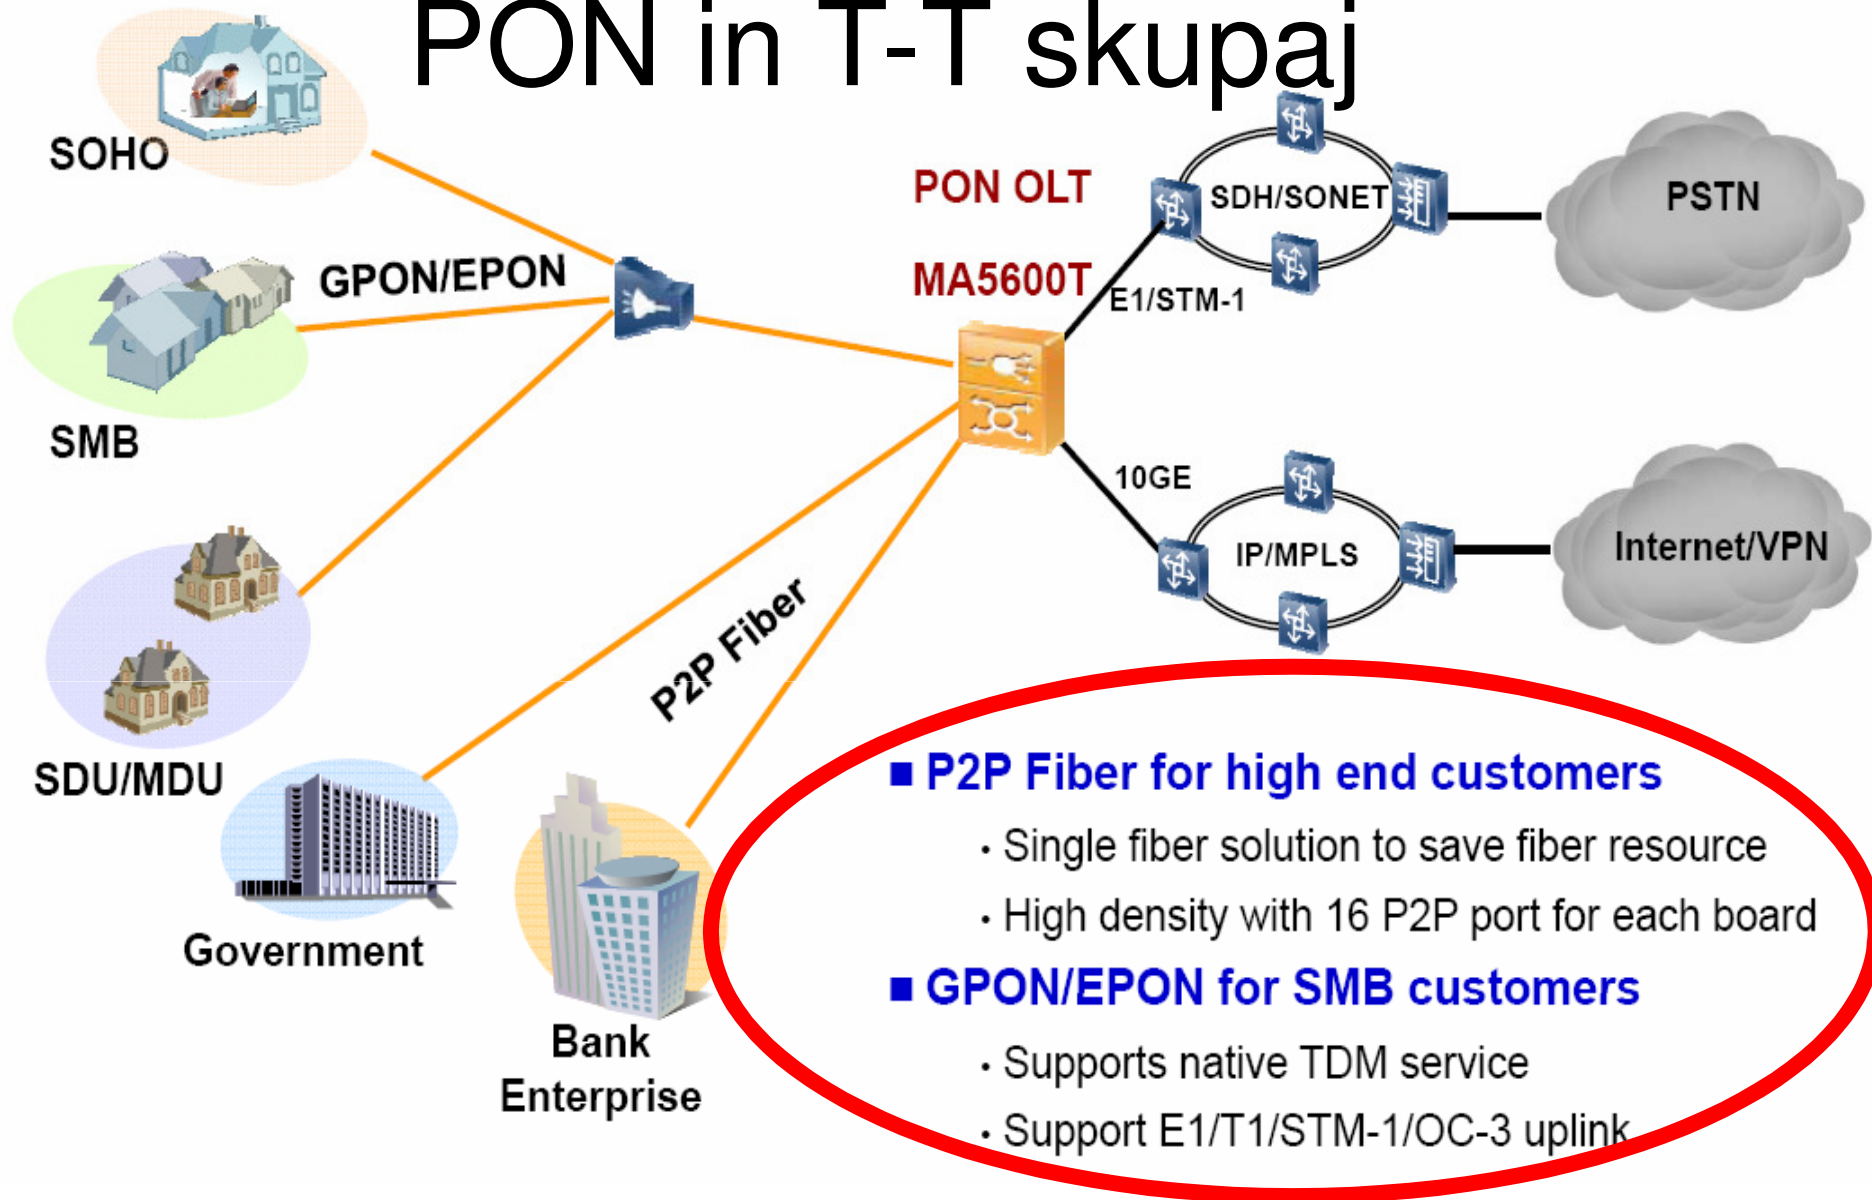 PON in T-T skupaj
SOHO
PON OLT
MA5600T
SDH/SONET
PSTN
GPON/EPON
E1/STM-1
SMB
10GE
IP/MPLS
Internet/VPN
P2P Fiber
SDU/MDU
Government
Bank
Enterprise
■ P2P Fiber for high end customers
· Single fiber solution to save fiber resource
· High density with 16 P2P port for each board
■ GPON/EPON for SMB customers
· Supports native TDM service
· Support E1/T1/STM-1/OC-3 uplink